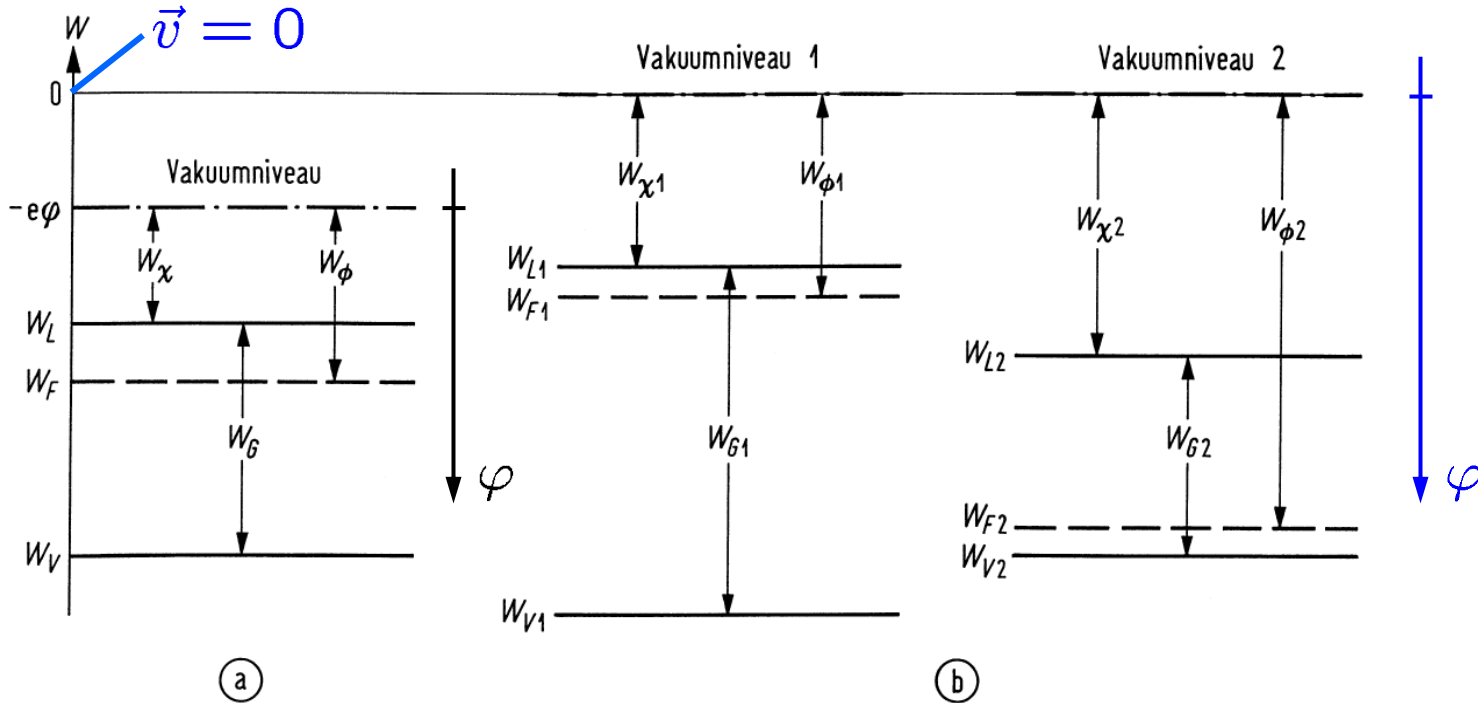 v⃗ = 0
W
0
Vakuumniveau 1
Vakuumniveau 2
Vakuumniveau
-eφ
W_χ
W_ϕ
W_L
W_F
W_G
W_V
φ
W_χ1
W_ϕ1
W_L1
W_F1
W_G1
W_V1
W_χ2
W_ϕ2
W_L2
W_G2
W_F2
W_V2
φ
a
b